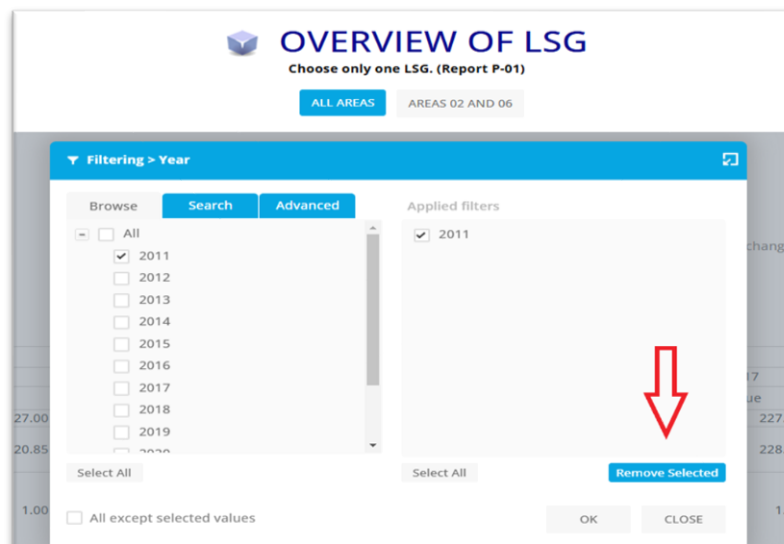 OVERVIEW OF LSG
Choose only one LSG. (Report P-01)
ALL AREAS AREAS 02 AND 06
Filtering > Year
Browse Search Advanced Applied filters
All 2011
2011
2012
2013
2014
2015
2016
2017
2018
2019
2020
Select All Select All Remove Selected
All except selected values OK CLOSE
27.00
20.85
1.00
chang
17
ue
227.
228.
1.